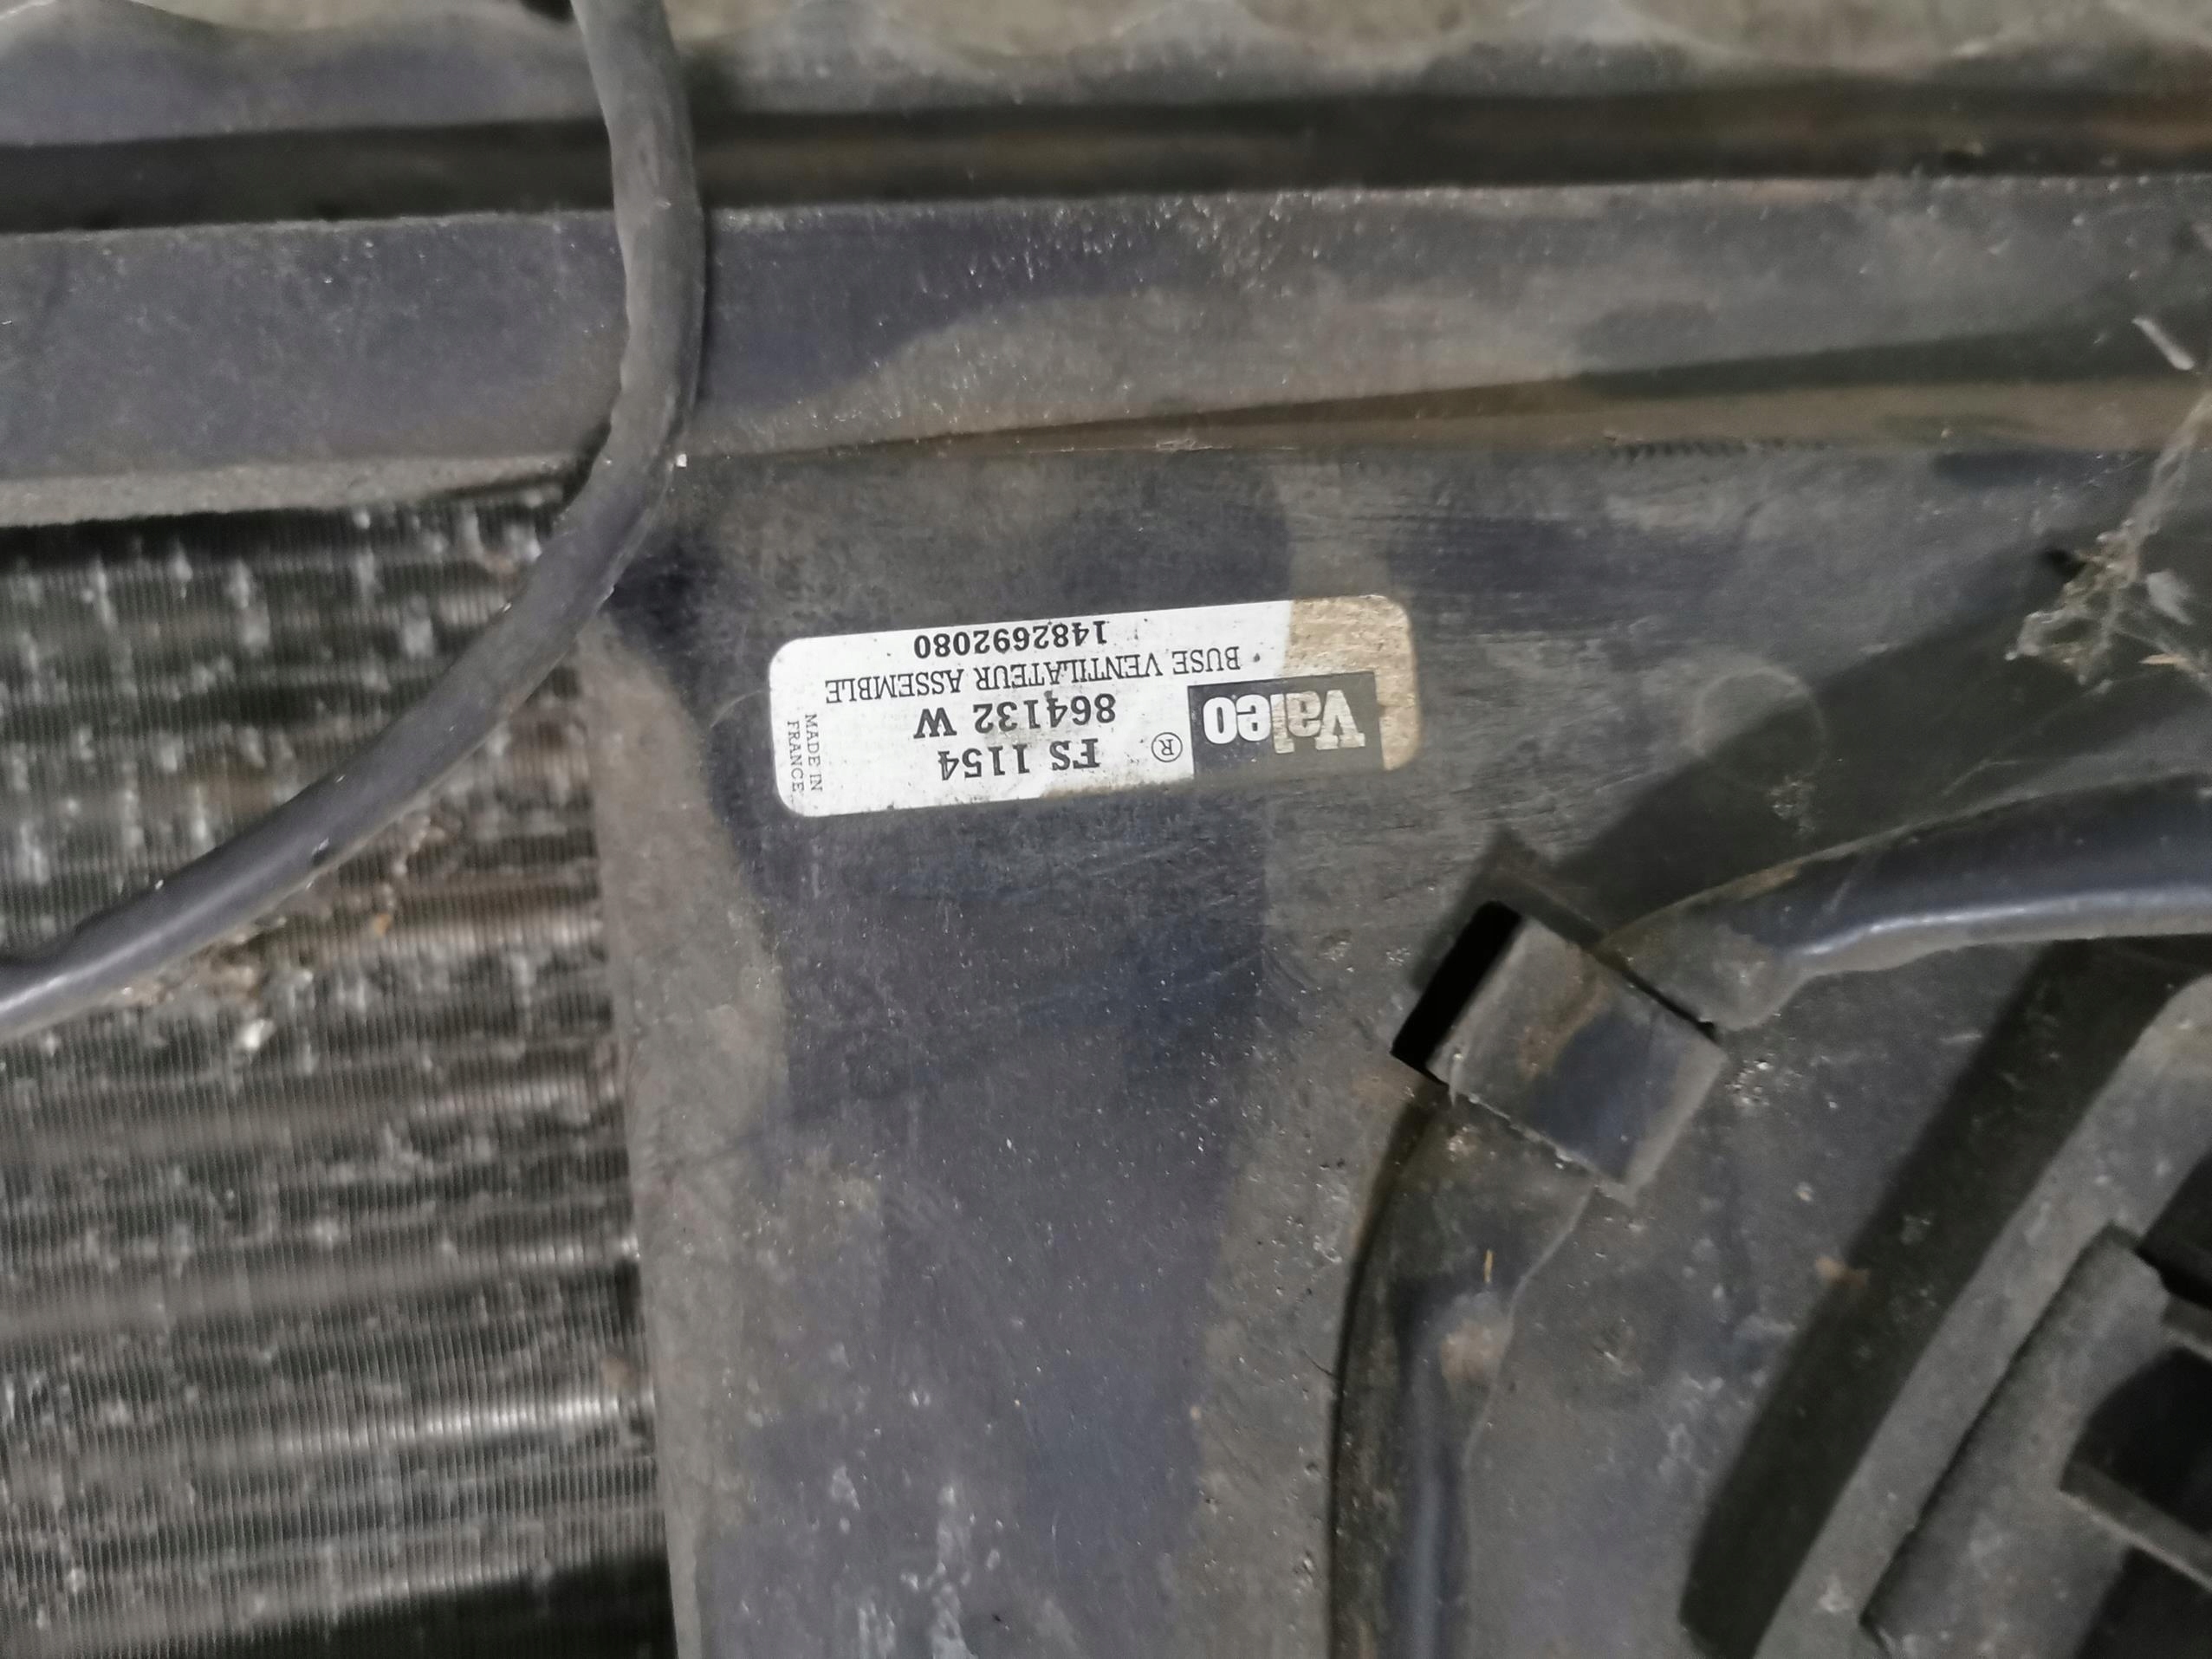 Valeo ®
FS 1154
864132 W
BUSE VENTILATEUR ASSEMBLE
1482692080
MADE IN
FRANCE